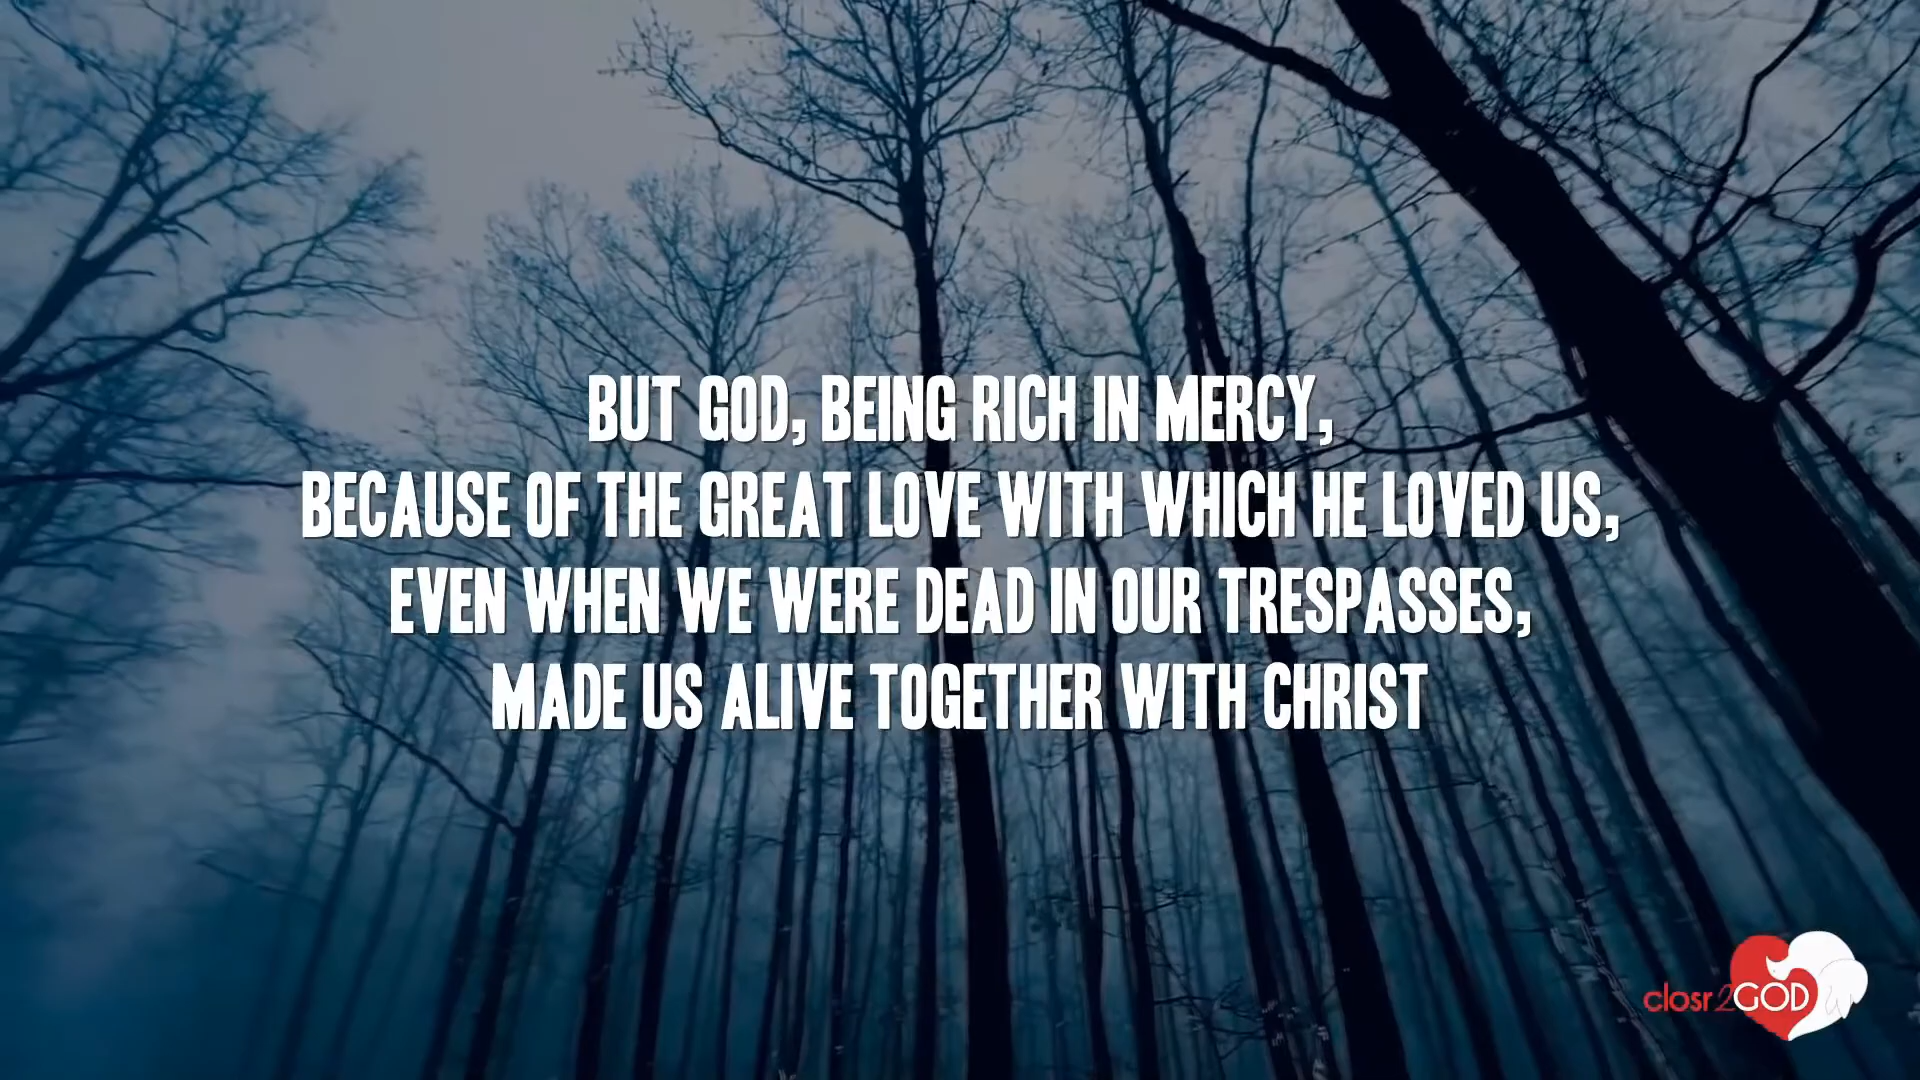 BUT GOD, BEING RICH IN MERCY,
BECAUSE OF THE GREAT LOVE WITH WHICH HE LOVED US,
EVEN WHEN WE WERE DEAD IN OUR TRESPASSES,
MADE US ALIVE TOGETHER WITH CHRIST
closr2GOD